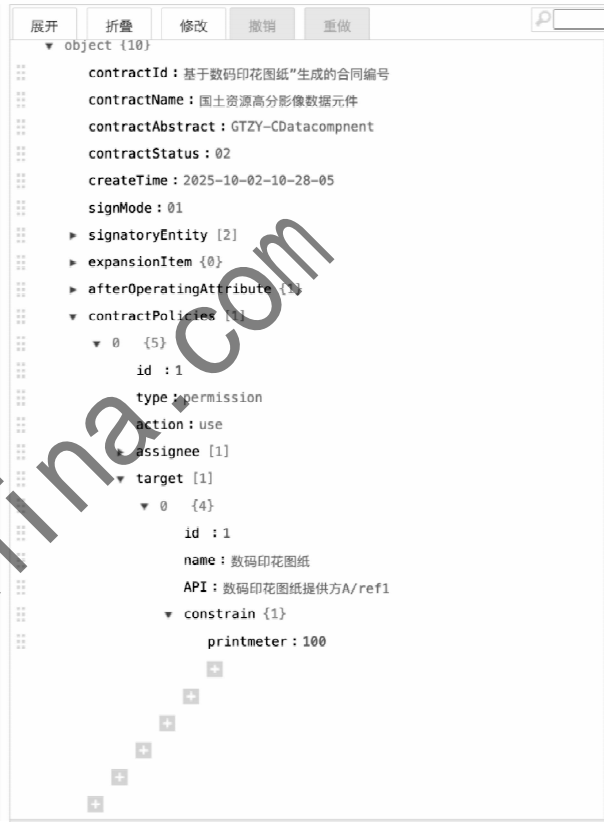 展开 折叠 修改 撤销 重做
object {10}
contractId : 基于数码印花图纸”生成的合同编号
contractName : 国土资源高分影像数据元件
contractAbstract : GTZY-CDatacompnent
contractStatus : 02
createTime : 2025-10-02-10-28-05
signMode : 01
signatoryEntity [2]
expansionItem {0}
afterOperatingAttribute {1}
contractPolicies [1]
0 {5}
id : 1
type : permission
action : use
assignee [1]
target [1]
0 {4}
id : 1
name : 数码印花图纸
API : 数码印花图纸提供方A/ref1
constrain {1}
printmeter : 100
ina.com